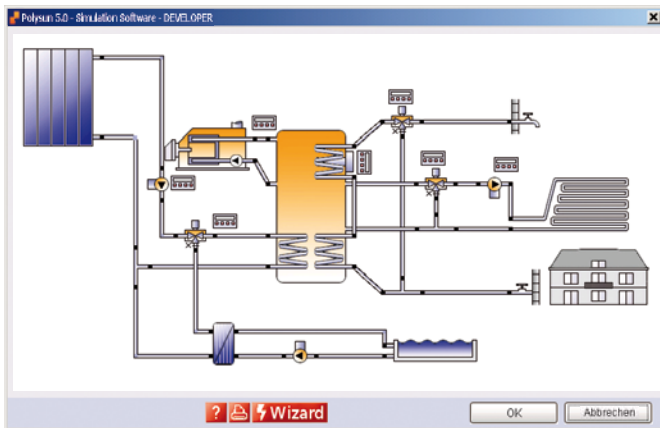 Polysun 5.0 - Simulation Software - DEVELOPER
? Wizard
OK
Abbrechen